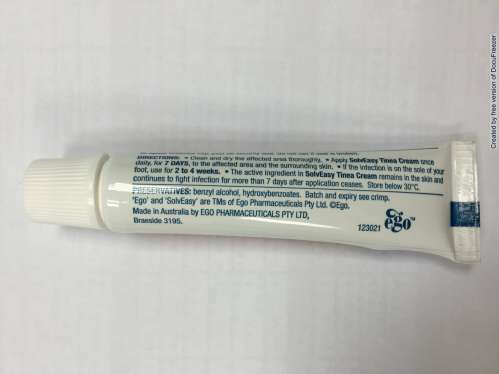 DIRECTIONS: • Clean and dry the affected area thoroughly. • Apply SolvEasy Tinea Cream once
daily, for 7 DAYS, to the affected area and the surrounding skin. • If the infection is on the sole of your
foot, use for 2 to 4 weeks. • The active ingredient in SolvEasy Tinea Cream remains in the skin and
continues to fight infection for more than 7 days after application ceases. Store below 30°C.
PRESERVATIVES: benzyl alcohol, hydroxybenzoates. Batch and expiry see crimp.
'Ego' and 'SolvEasy' are TMs of Ego Pharmaceuticals Pty Ltd. ©Ego.
Made in Australia by EGO PHARMACEUTICALS PTY LTD,
Braeside 3195.
123021
ego™
Created by free version of DocuFreezer